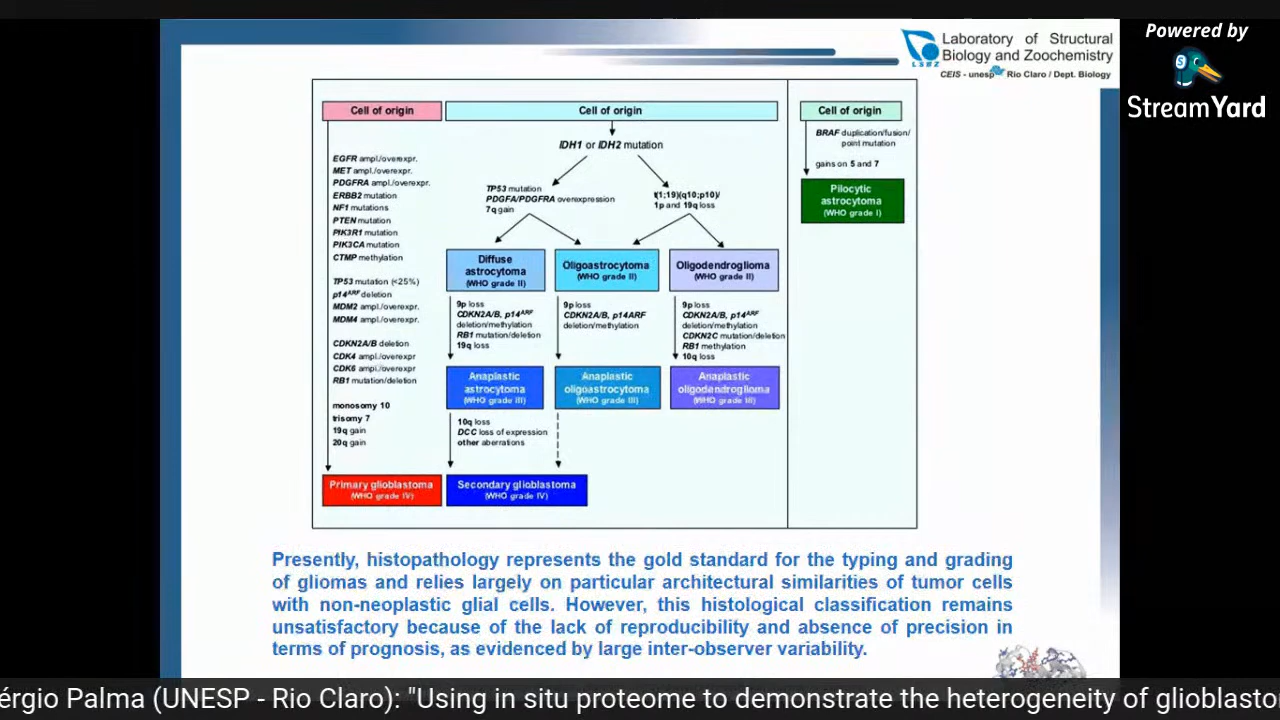 Laboratory of Structural
Biology and Zoochemistry
LSBZ
CEIS - unesp Rio Claro / Dept. Biology
Powered by
StreamYard
Cell of origin
EGFR ampl./overexpr.
MET ampl./overexpr.
PDGFRA ampl./overexpr.
ERBB2 mutation
NF1 mutations
PTEN mutation
PIK3R1 mutation
PIK3CA mutation
CTMP methylation
TP53 mutation (<25%)
p14ARF deletion
MDM2 ampl./overexpr.
MDM4 ampl./overexpr.
CDKN2A/B deletion
CDK4 ampl./overexpr
CDK6 ampl./overexpr
RB1 mutation/deletion
monosomy 10
trisomy 7
19q gain
20q gain
Primary glioblastoma
(WHO grade IV)
Cell of origin
IDH1 or IDH2 mutation
TP53 mutation
PDGFA/PDGFRA overexpression
7q gain
t(1;19)(q10;p10)/
1p and 19q loss
Diffuse
astrocytoma
(WHO grade II)
Oligoastrocytoma
(WHO grade II)
Oligodendroglioma
(WHO grade II)
9p loss
CDKN2A/B, p14ARF
deletion/methylation
RB1 mutation/deletion
19q loss
9p loss
CDKN2A/B, p14ARF
deletion/methylation
9p loss
CDKN2A/B, p14ARF
deletion/methylation
CDKN2C mutation/deletion
RB1 methylation
10q loss
Anaplastic
astrocytoma
(WHO grade III)
Anaplastic
oligoastrocytoma
(WHO grade III)
Anaplastic
oligodendroglioma
(WHO grade III)
10q loss
DCC loss of expression
other aberrations
Secondary glioblastoma
(WHO grade IV)
Cell of origin
BRAF duplication/fusion/
point mutation
gains on 5 and 7
Pilocytic
astrocytoma
(WHO grade I)
Presently, histopathology represents the gold standard for the typing and grading
of gliomas and relies largely on particular architectural similarities of tumor cells
with non-neoplastic glial cells. However, this histological classification remains
unsatisfactory because of the lack of reproducibility and absence of precision in
terms of prognosis, as evidenced by large inter-observer variability.
érgio Palma (UNESP - Rio Claro): "Using in situ proteome to demonstrate the heterogeneity of glioblasto